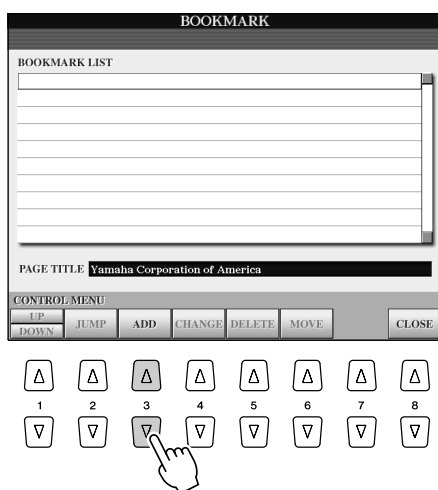 BOOKMARK
BOOKMARK LIST
PAGE TITLE Yamaha Corporation of America
CONTROL MENU
UP
DOWN
JUMP ADD CHANGE DELETE MOVE CLOSE
1 2 3 4 5 6 7 8